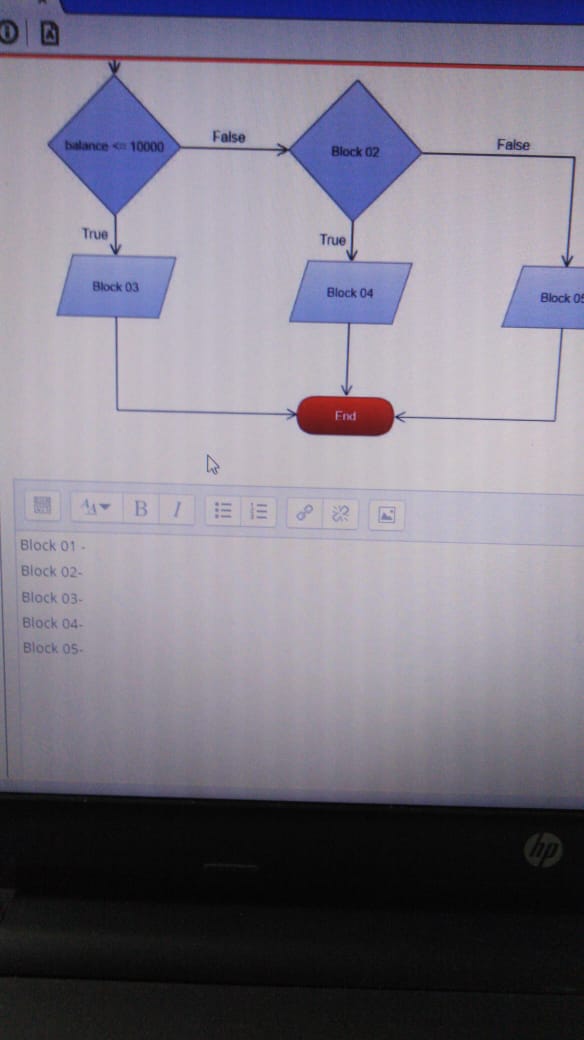 balance <= 10000
False
Block 02
False
True
True
Block 03
Block 04
Block 05
End
B I
Block 01 -
Block 02-
Block 03-
Block 04-
Block 05-
hp